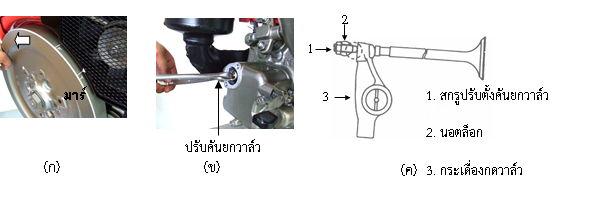 2
1
มาร์
3
1. สกรูปรับตั้งคันยกวาล์ว
2. นอตล็อก
ปรับคันยกวาล์ว
(ก) (ข) (ค) 3. กระเดื่องกดวาล์ว